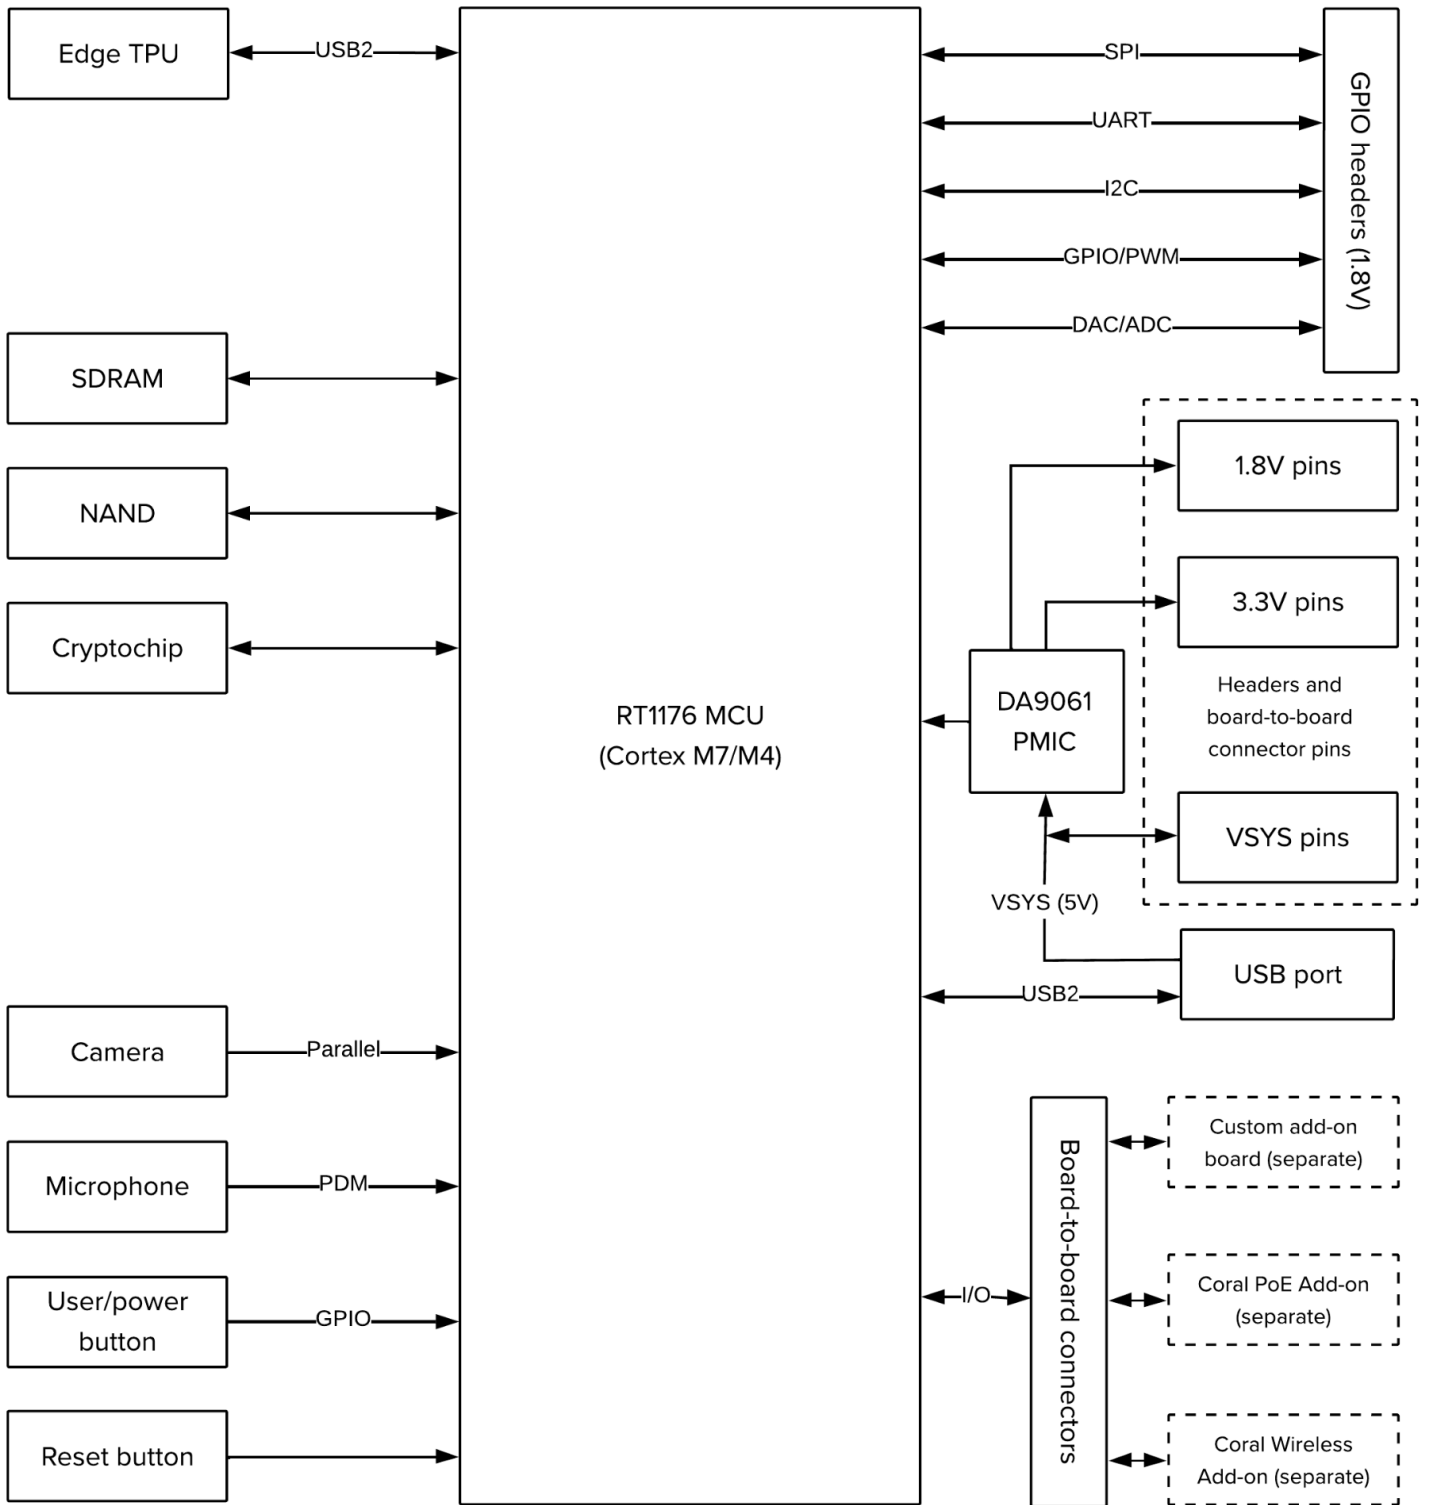 Edge TPU
USB2
SDRAM
NAND
Cryptochip
Camera
Parallel
Microphone
PDM
User/power
button
GPIO
Reset button
RT1176 MCU
(Cortex M7/M4)
SPI
UART
I2C
GPIO/PWM
DAC/ADC
GPIO headers (1.8V)
1.8V pins
3.3V pins
Headers and
board-to-board
connector pins
VSYS pins
DA9061
PMIC
VSYS (5V)
USB port
USB2
I/O
Board-to-board connectors
Custom add-on
board (separate)
Coral PoE Add-on
(separate)
Coral Wireless
Add-on (separate)